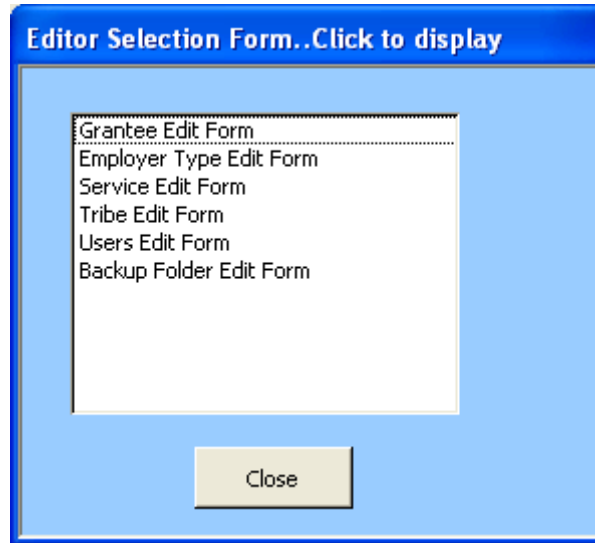 Editor Selection Form..Click to display
Grantee Edit Form
Employer Type Edit Form
Service Edit Form
Tribe Edit Form
Users Edit Form
Backup Folder Edit Form
Close